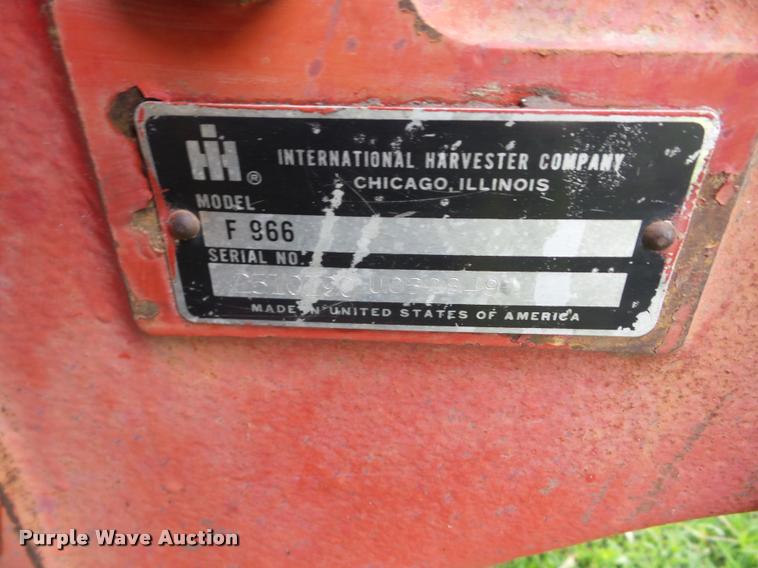 IH ®
INTERNATIONAL HARVESTER COMPANY
CHICAGO, ILLINOIS
MODEL
F 966
SERIAL NO.
MADE IN UNITED STATES OF AMERICA
Purple Wave Auction